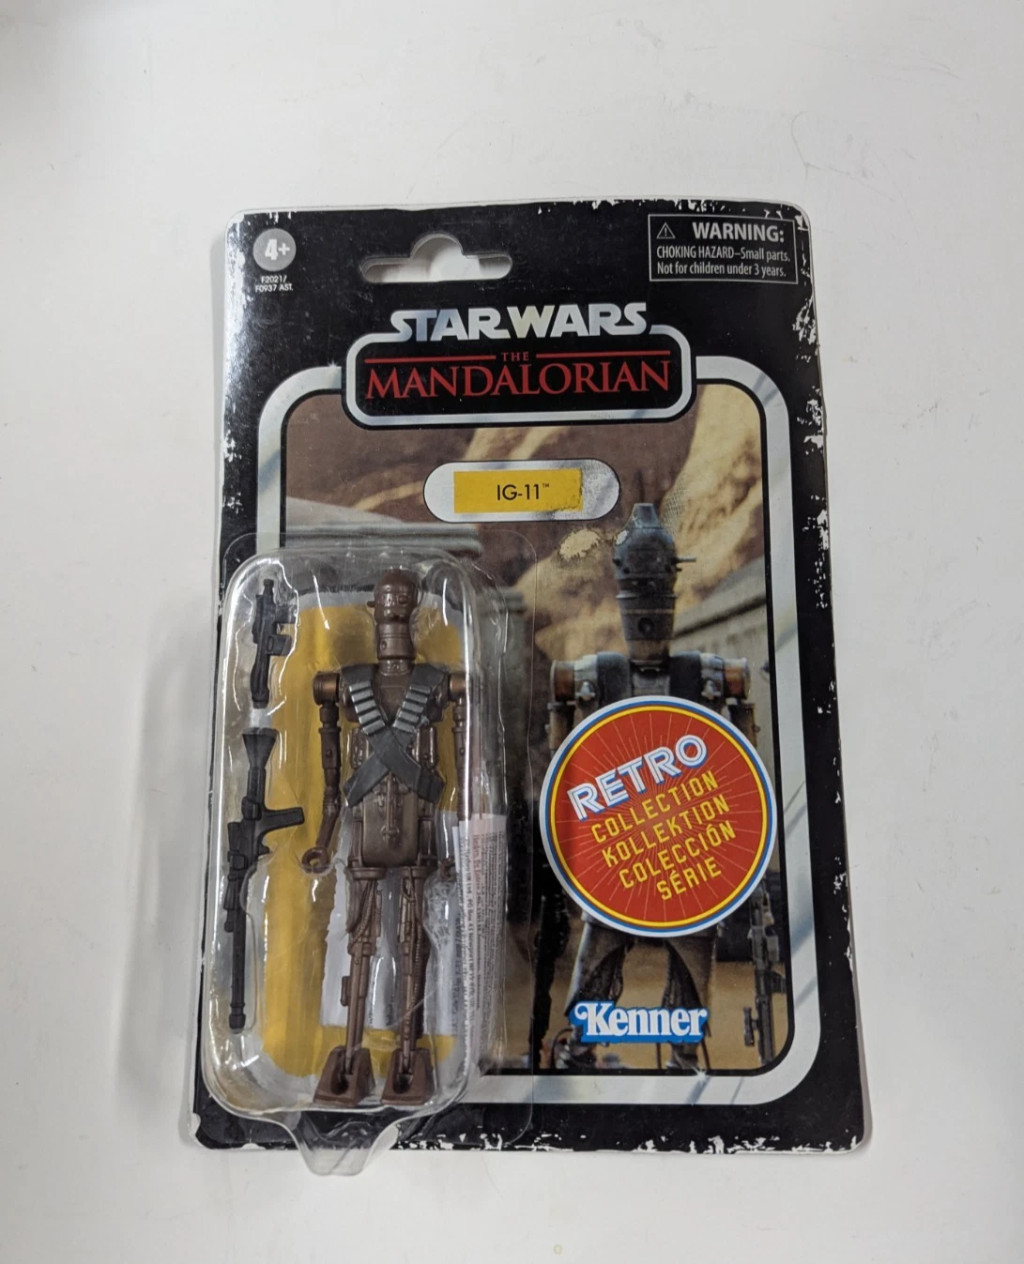 4+
F2021/
F0937 AST.
⚠ WARNING:
CHOKING HAZARD–Small parts.
Not for children under 3 years.
STAR WARS
THE
MANDALORIAN
IG-11™
RETRO
COLLECTION
KOLLEKTION
COLECCIÓN
SÉRIE
Kenner